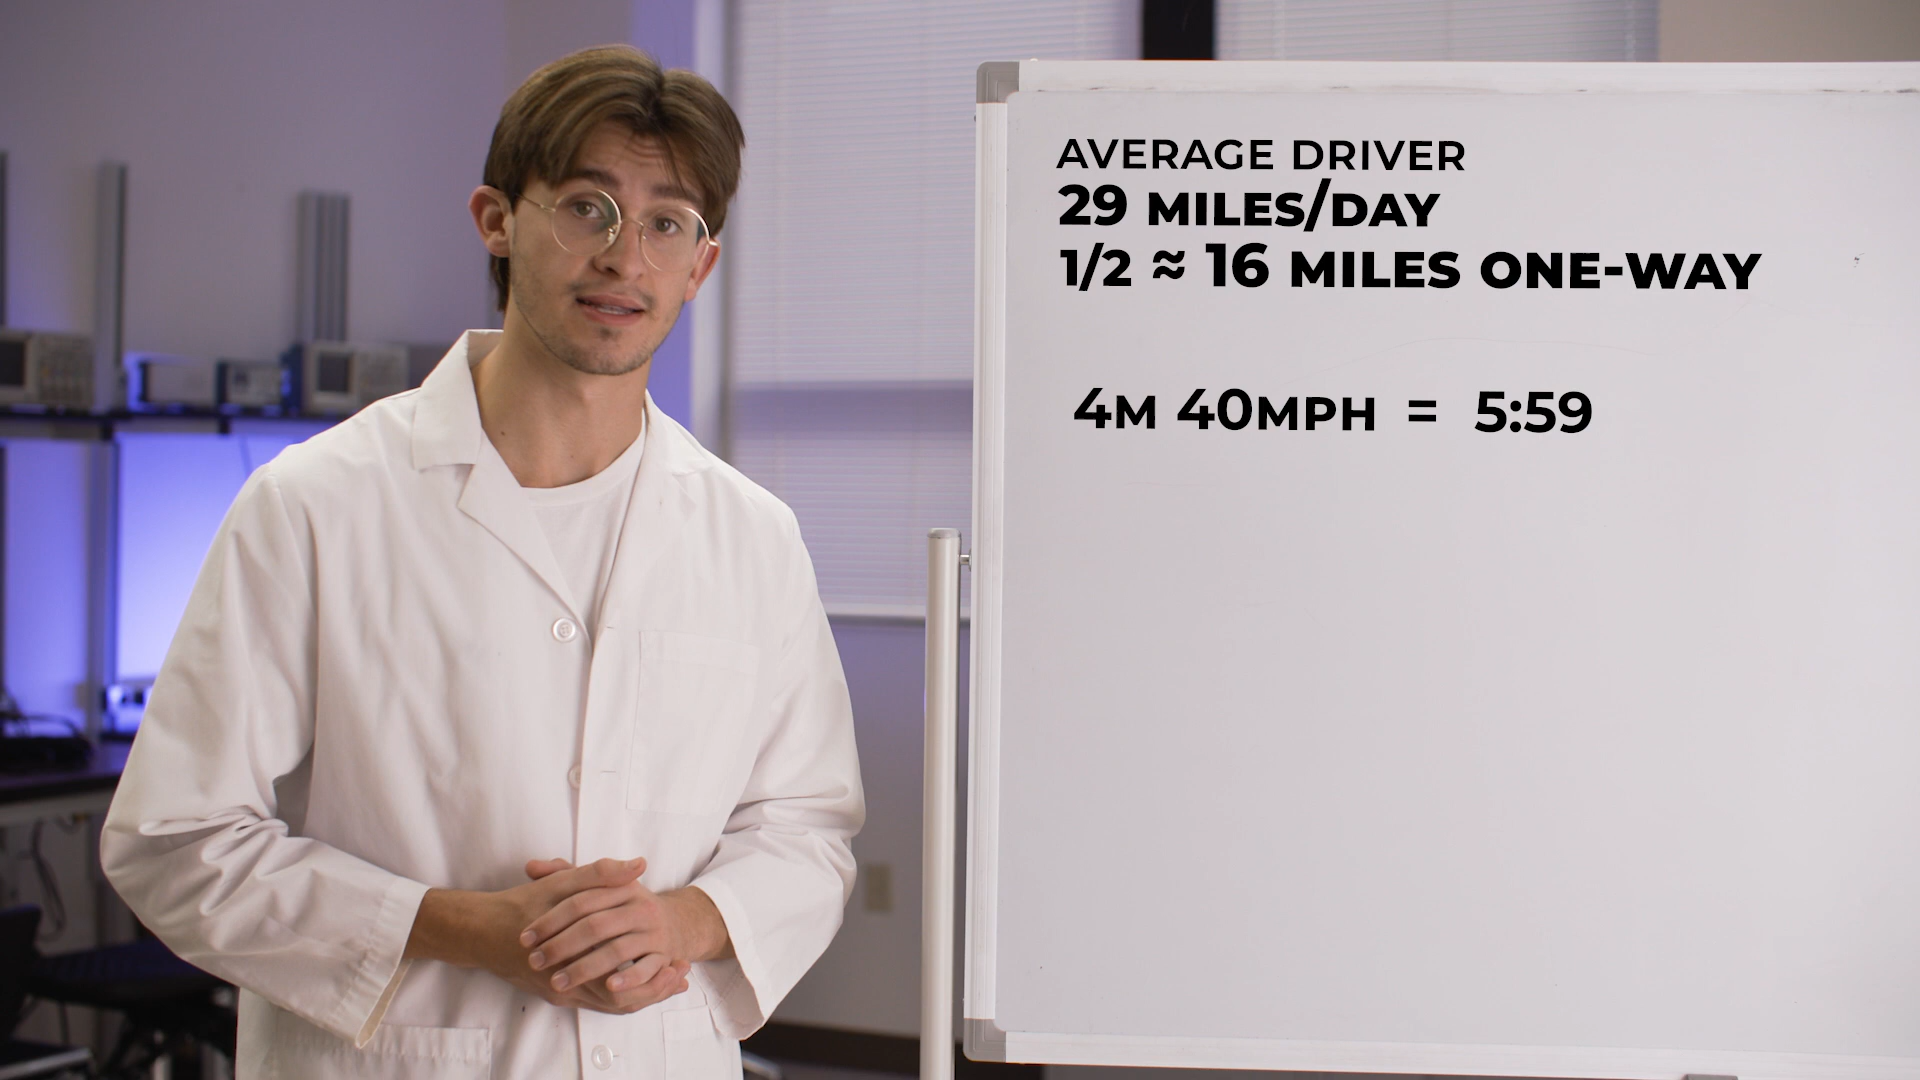 AVERAGE DRIVER
29 MILES/DAY
1/2 ≈ 16 MILES ONE-WAY
4M 40MPH = 5:59